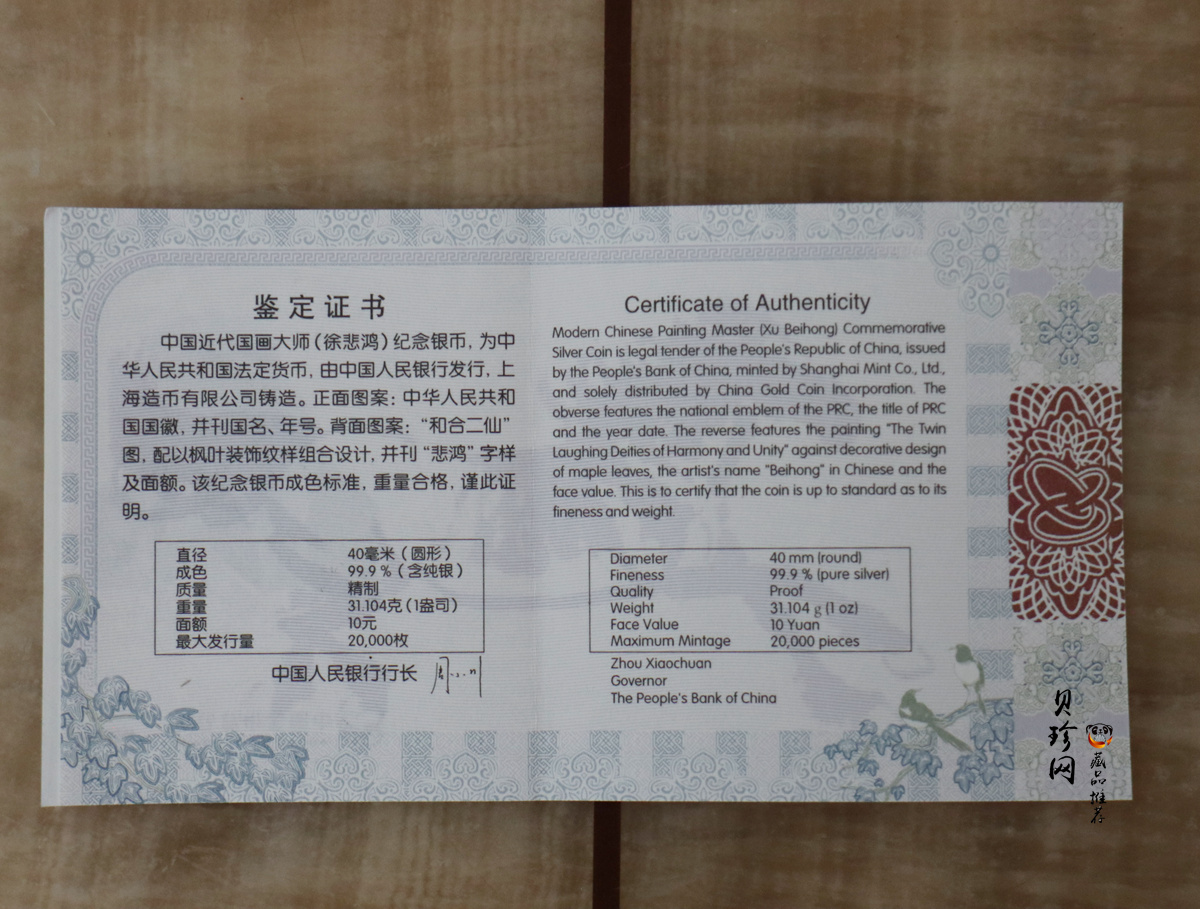 鉴定证书
中国近代国画大师（徐悲鸿）纪念银币，为中
华人民共和国法定货币，由中国人民银行发行，上
海造币有限公司铸造。正面图案：中华人民共和
国国徽，并刊国名、年号。背面图案：“和合二仙”
图，配以枫叶装饰纹样组合设计，并刊“悲鸿”字样
及面额。该纪念银币成色标准，重量合格，谨此证
明。
直径 40毫米（圆形）
成色 99.9 %（含纯银）
质量 精制
重量 31.104克（1盎司）
面额 10元
最大发行量 20,000枚
中国人民银行行长
Certificate of Authenticity
Modern Chinese Painting Master (Xu Beihong) Commemorative
Silver Coin is legal tender of the People's Republic of China, issued
by the People's Bank of China, minted by Shanghai Mint Co., Ltd.,
and solely distributed by China Gold Coin Incorporation. The
obverse features the national emblem of the PRC, the title of PRC
and the year date. The reverse features the painting "The Twin
Laughing Deities of Harmony and Unity" against decorative design
of maple leaves, the artist's name "Beihong" in Chinese and the
face value. This is to certify that the coin is up to standard as to its
fineness and weight.
Diameter 40 mm (round)
Fineness 99.9 % (pure silver)
Quality Proof
Weight 31.104 g (1 oz)
Face Value 10 Yuan
Maximum Mintage 20,000 pieces
Zhou Xiaochuan
Governor
The People's Bank of China
贝珍网
藏品推荐